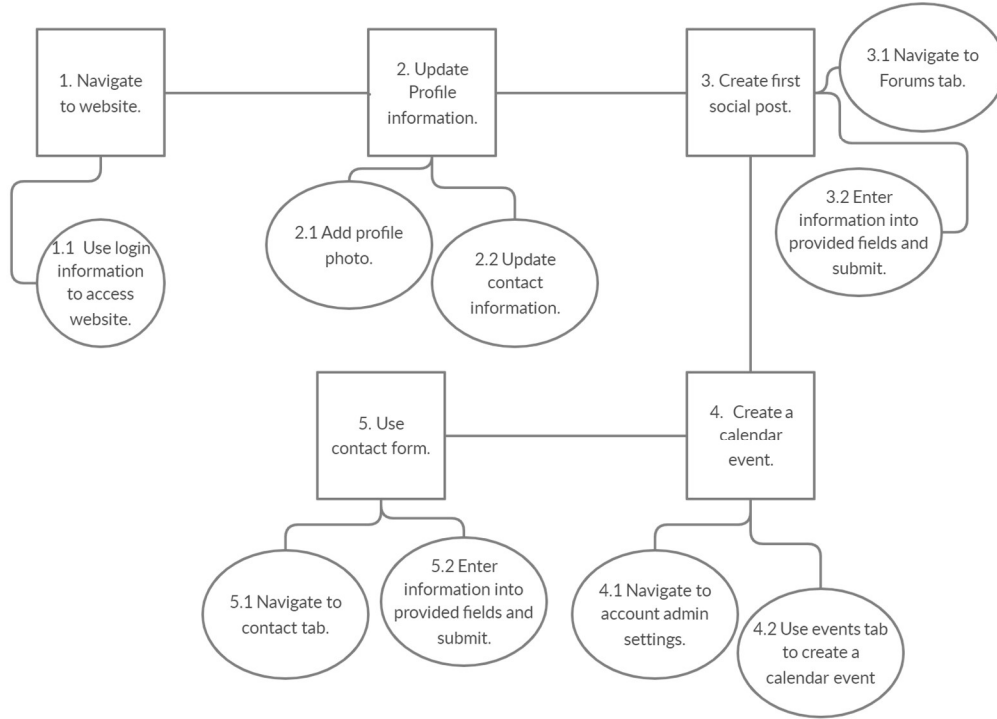 1. Navigate
to website.
1.1 Use login
information
to access
website.
2. Update
Profile
information.
2.1 Add profile
photo.
2.2 Update
contact
information.
3. Create first
social post.
3.1 Navigate to
Forums tab.
3.2 Enter
information into
provided fields and
submit.
4. Create a
calendar
event.
4.1 Navigate to
account admin
settings.
4.2 Use events tab
to create a
calendar event
5. Use
contact form.
5.1 Navigate to
contact tab.
5.2 Enter
information into
provided fields and
submit.